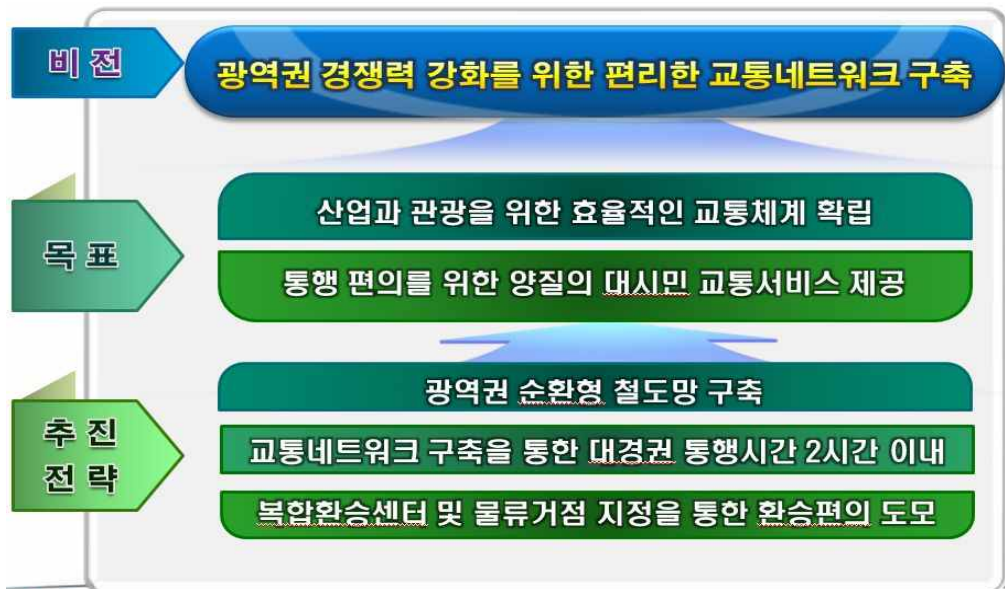 비 전
광역권 경쟁력 강화를 위한 편리한 교통네트워크 구축
목 표
산업과 관광을 위한 효율적인 교통체계 확립
통행 편의를 위한 양질의 대시민 교통서비스 제공
추 진
전 략
광역권 순환형 철도망 구축
교통네트워크 구축을 통한 대경권 통행시간 2시간 이내
복합환승센터 및 물류거점 지정을 통한 환승편의 도모